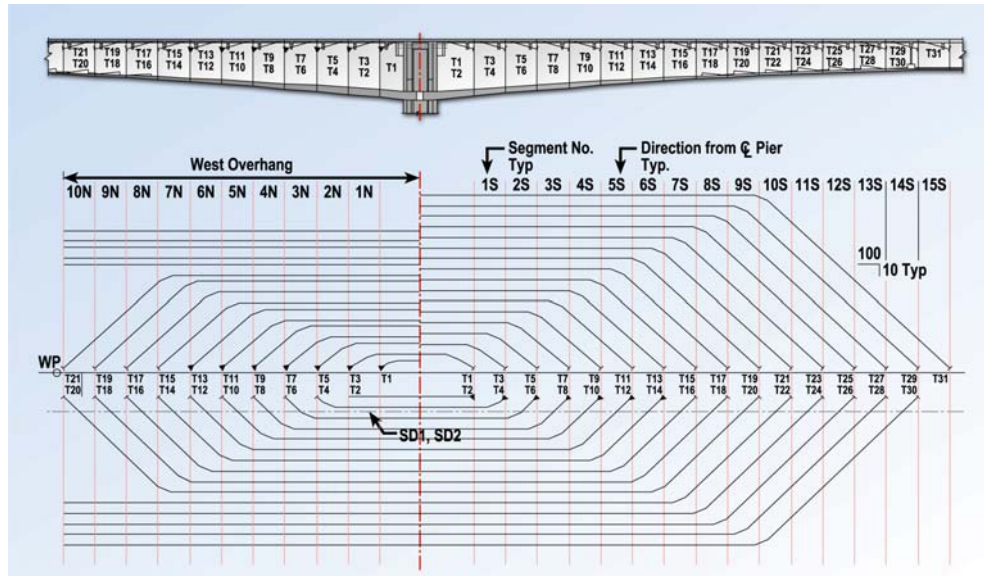 T21 T19 T17 T15 T13 T11 T9 T7 T5 T3 T1 T1 T3 T5 T7 T9 T11 T13 T15 T17 T19 T21 T23 T25 T27 T29 T31
T20 T18 T16 T14 T12 T10 T8 T6 T4 T2 T2 T4 T6 T8 T10 T12 T14 T16 T18 T20 T22 T24 T26 T28 T30
West Overhang
Segment No.
Typ
Direction from ℄ Pier
Typ.
10N 9N 8N 7N 6N 5N 4N 3N 2N 1N 1S 2S 3S 4S 5S 6S 7S 8S 9S 10S 11S 12S 13S 14S 15S
100
10 Typ
WP
T21 T19 T17 T15 T13 T11 T9 T7 T5 T3 T1 T1 T3 T5 T7 T9 T11 T13 T15 T17 T19 T21 T23 T25 T27 T29 T31
T20 T18 T16 T14 T12 T10 T8 T6 T4 T2 T2 T4 T6 T8 T10 T12 T14 T16 T18 T20 T22 T24 T26 T28 T30
SD1, SD2